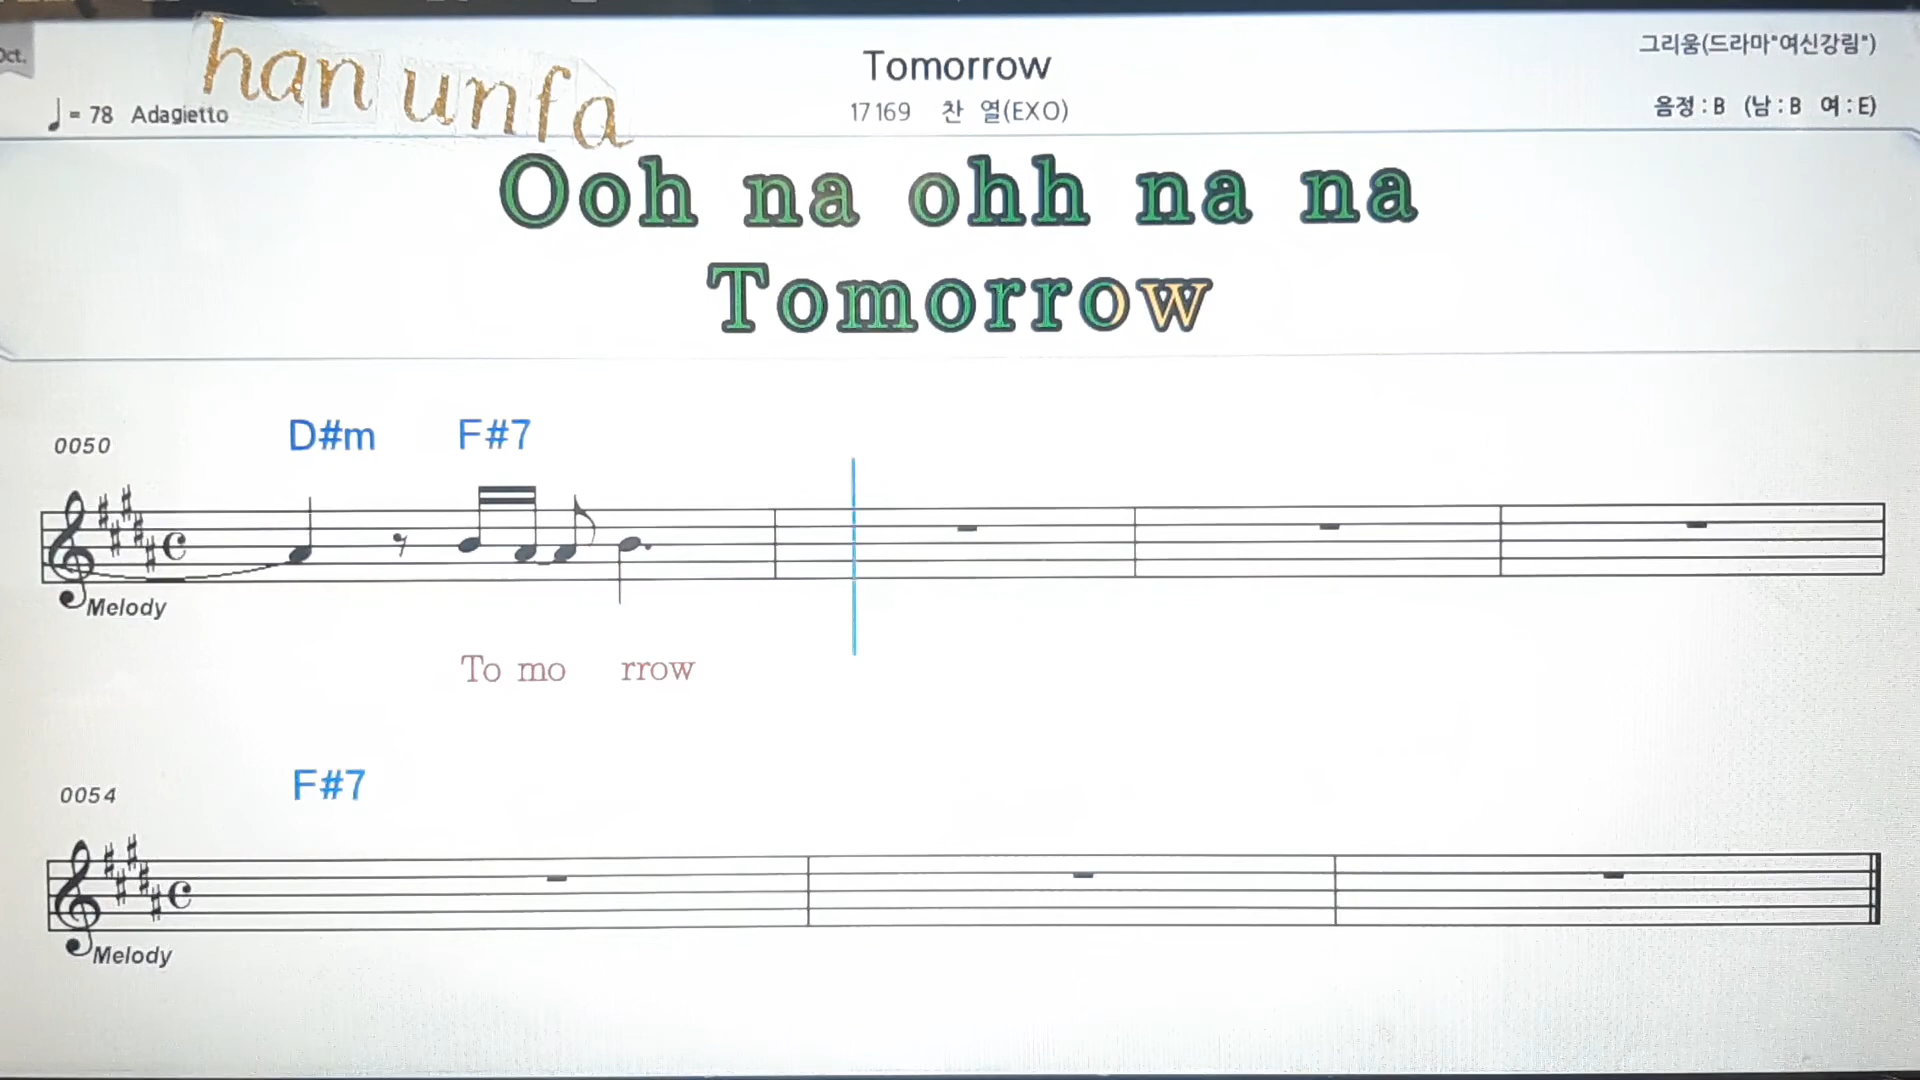 Oct.
han unfa
Tomorrow
그리움(드라마"여신강림")
♩= 78 Adagietto
17169 찬 열(EXO)
음정 : B (남 : B 여 : E)
Ooh na ohh na na
Tomorrow
0050
D#m F#7
Melody
To mo rrow
0054
F#7
Melody